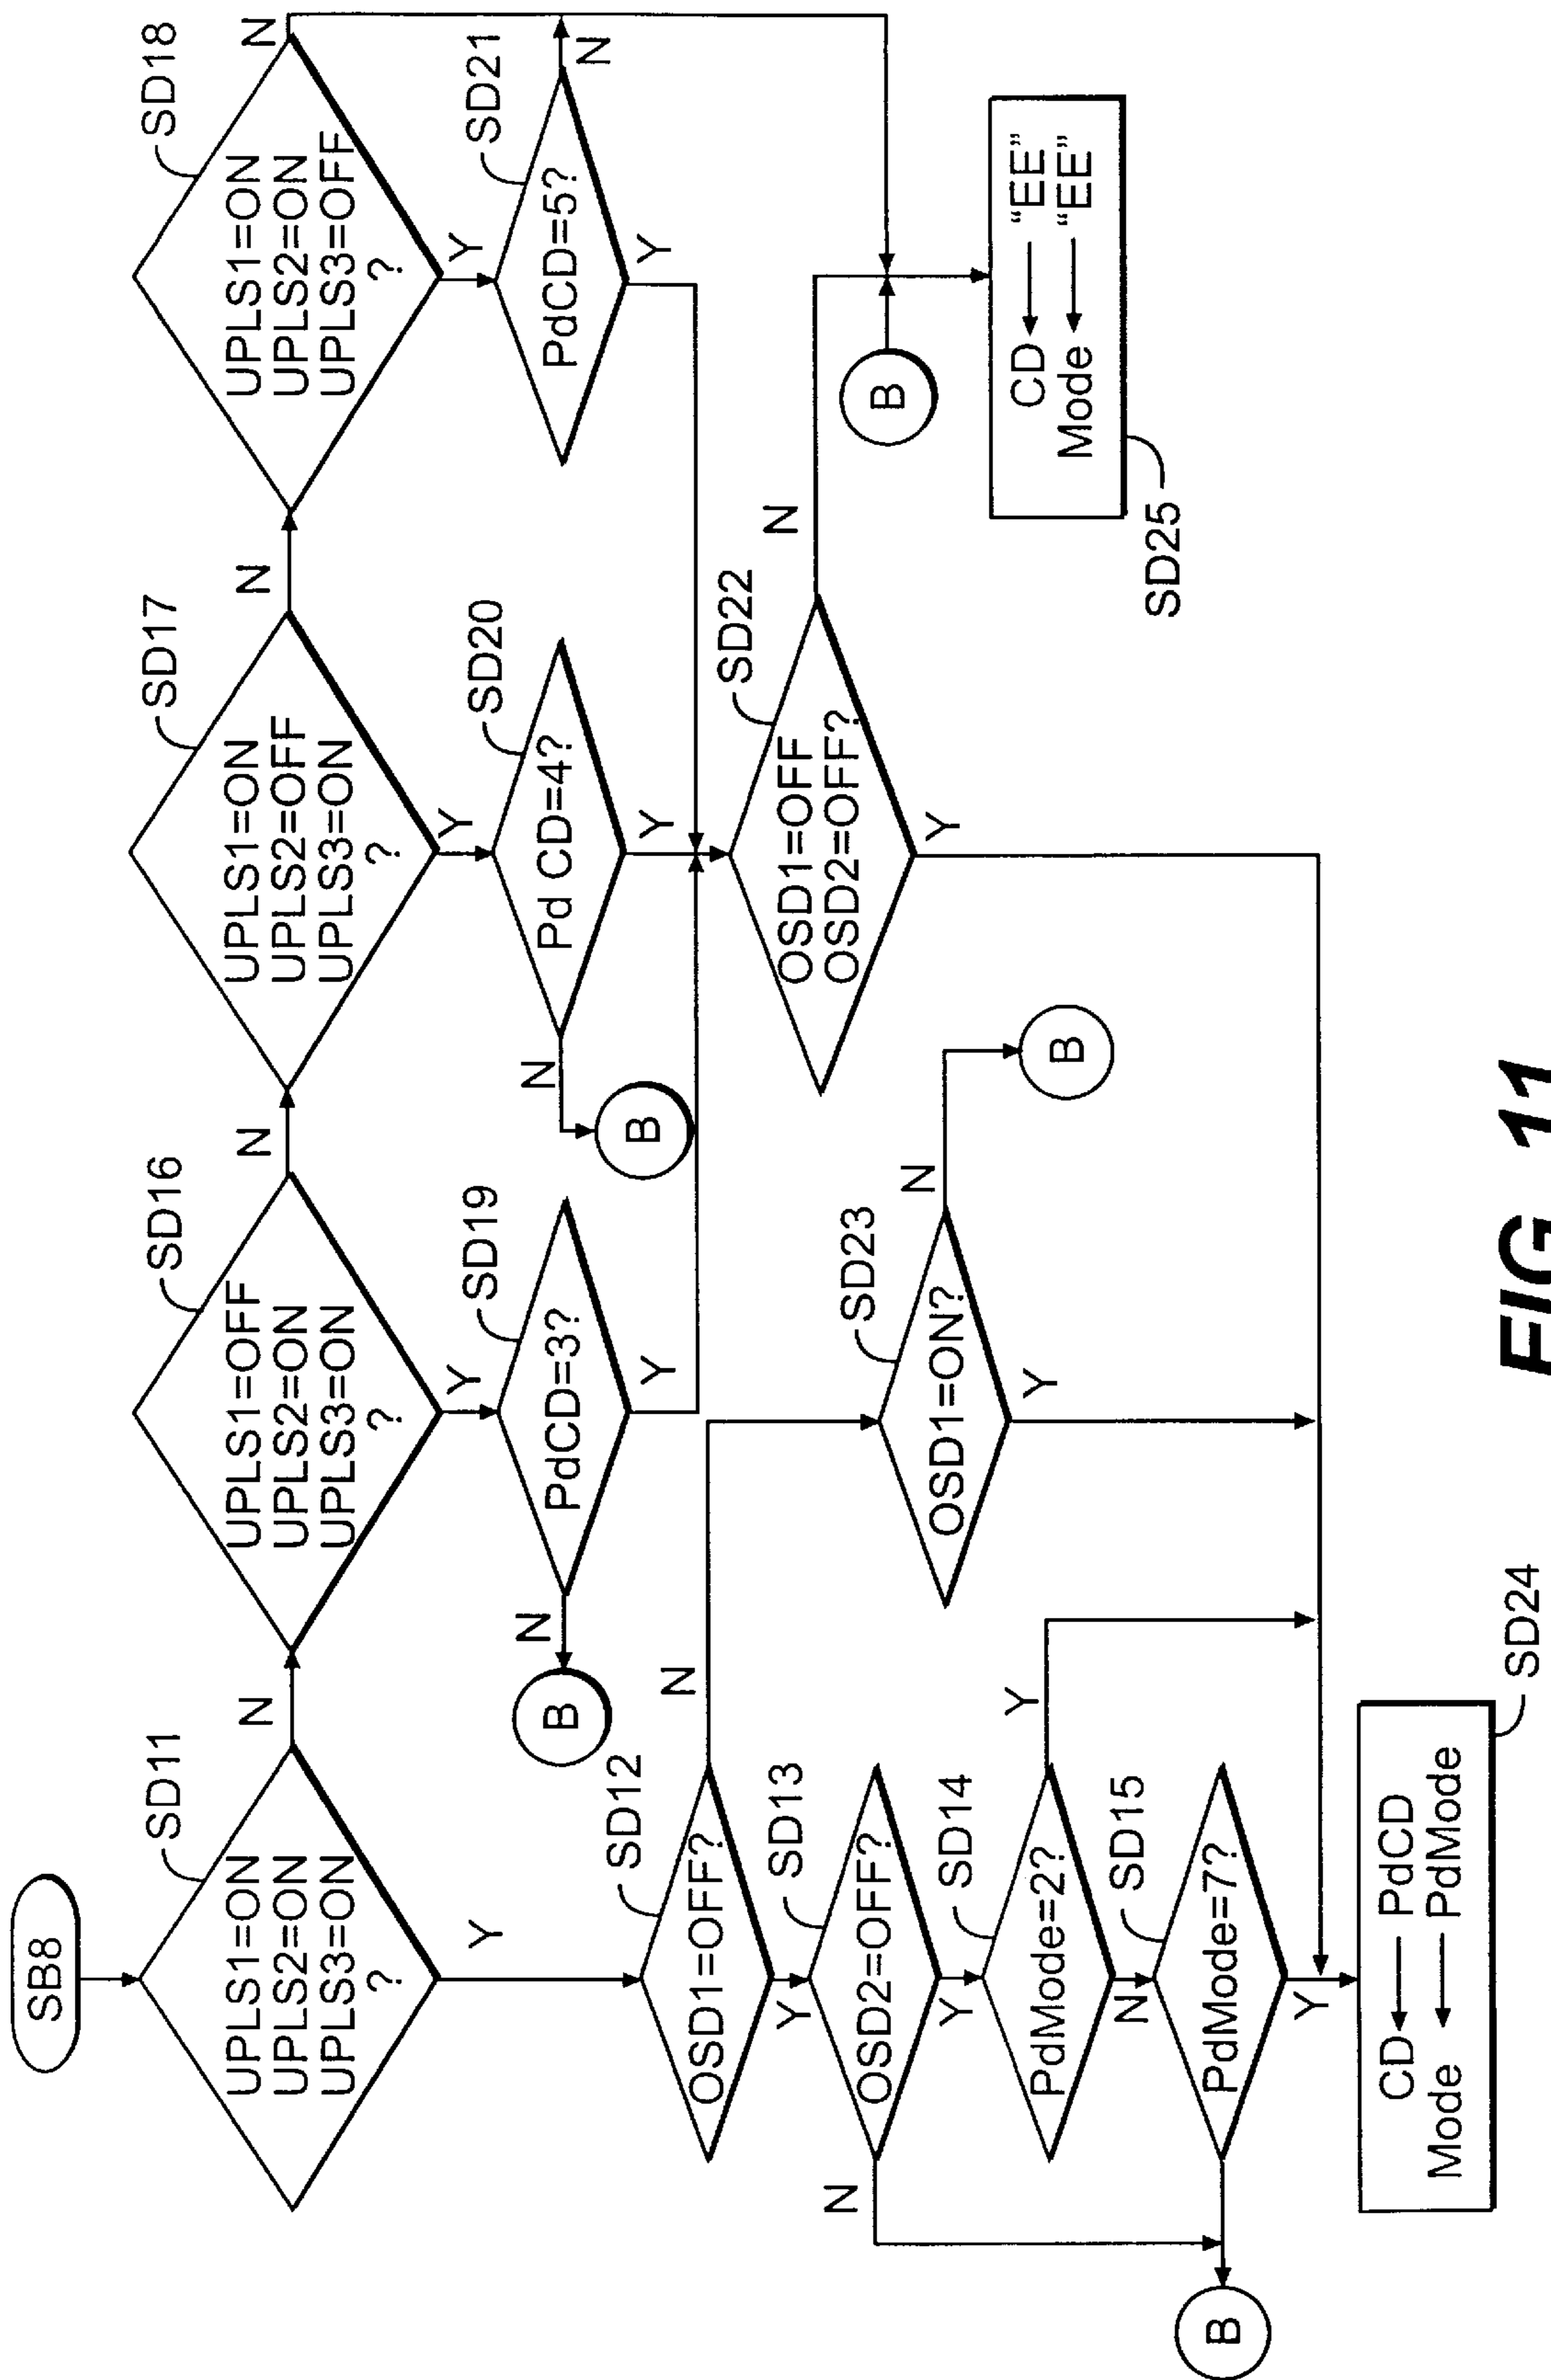 SB8
SD11
UPLS1=ON
UPLS2=ON
UPLS3=ON
?
N
Y
SD16
UPLS1=OFF
UPLS2=ON
UPLS3=ON
?
N
Y
SD17
UPLS1=ON
UPLS2=OFF
UPLS3=ON
?
N
Y
SD18
UPLS1=ON
UPLS2=ON
UPLS3=OFF
?
N
Y
SD19
PdCD=3?
N
B
Y
SD20
Pd CD=4?
N
B
Y
SD21
PdCD=5?
N
Y
SD12
OSD1=OFF?
N
Y
SD13
OSD2=OFF?
N
Y
SD14
PdMode=2?
Y
N
SD15
PdMode=7?
B
Y
SD23
OSD1=ON?
N
B
Y
SD22
OSD1=OFF
OSD2=OFF?
N
Y
B
CD ← "EE"
Mode ← "EE"
SD25
CD ← PdCD
Mode ← PdMode
SD24
FIG. 11